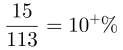 15/113 = 10⁺%